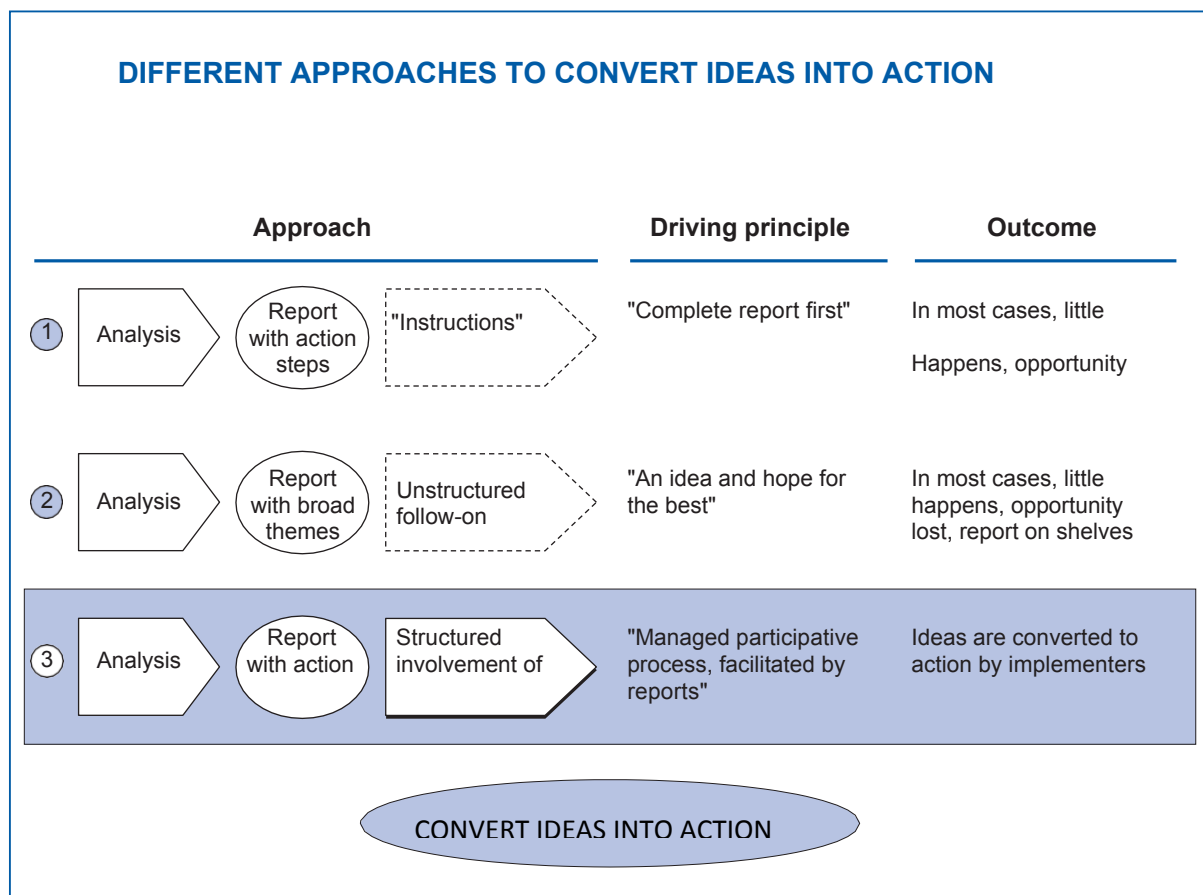 DIFFERENT APPROACHES TO CONVERT IDEAS INTO ACTION
Approach
Driving principle
Outcome
1
Analysis
Report
with action
steps
"Instructions"
"Complete report first"
In most cases, little
Happens, opportunity
2
Analysis
Report
with broad
themes
Unstructured
follow-on
"An idea and hope for
the best"
In most cases, little
happens, opportunity
lost, report on shelves
3
Analysis
Report
with action
Structured
involvement of
"Managed participative
process, facilitated by
reports"
Ideas are converted to
action by implementers
CONVERT IDEAS INTO ACTION